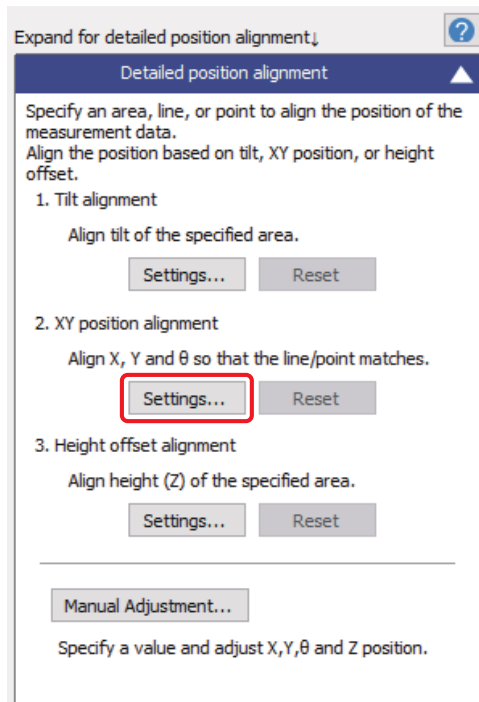 Expand for detailed position alignment↓
?
Detailed position alignment
Specify an area, line, or point to align the position of the
measurement data.
Align the position based on tilt, XY position, or height
offset.
1. Tilt alignment
Align tilt of the specified area.
Settings... Reset
2. XY position alignment
Align X, Y and θ so that the line/point matches.
Settings... Reset
3. Height offset alignment
Align height (Z) of the specified area.
Settings... Reset
Manual Adjustment...
Specify a value and adjust X,Y,θ and Z position.